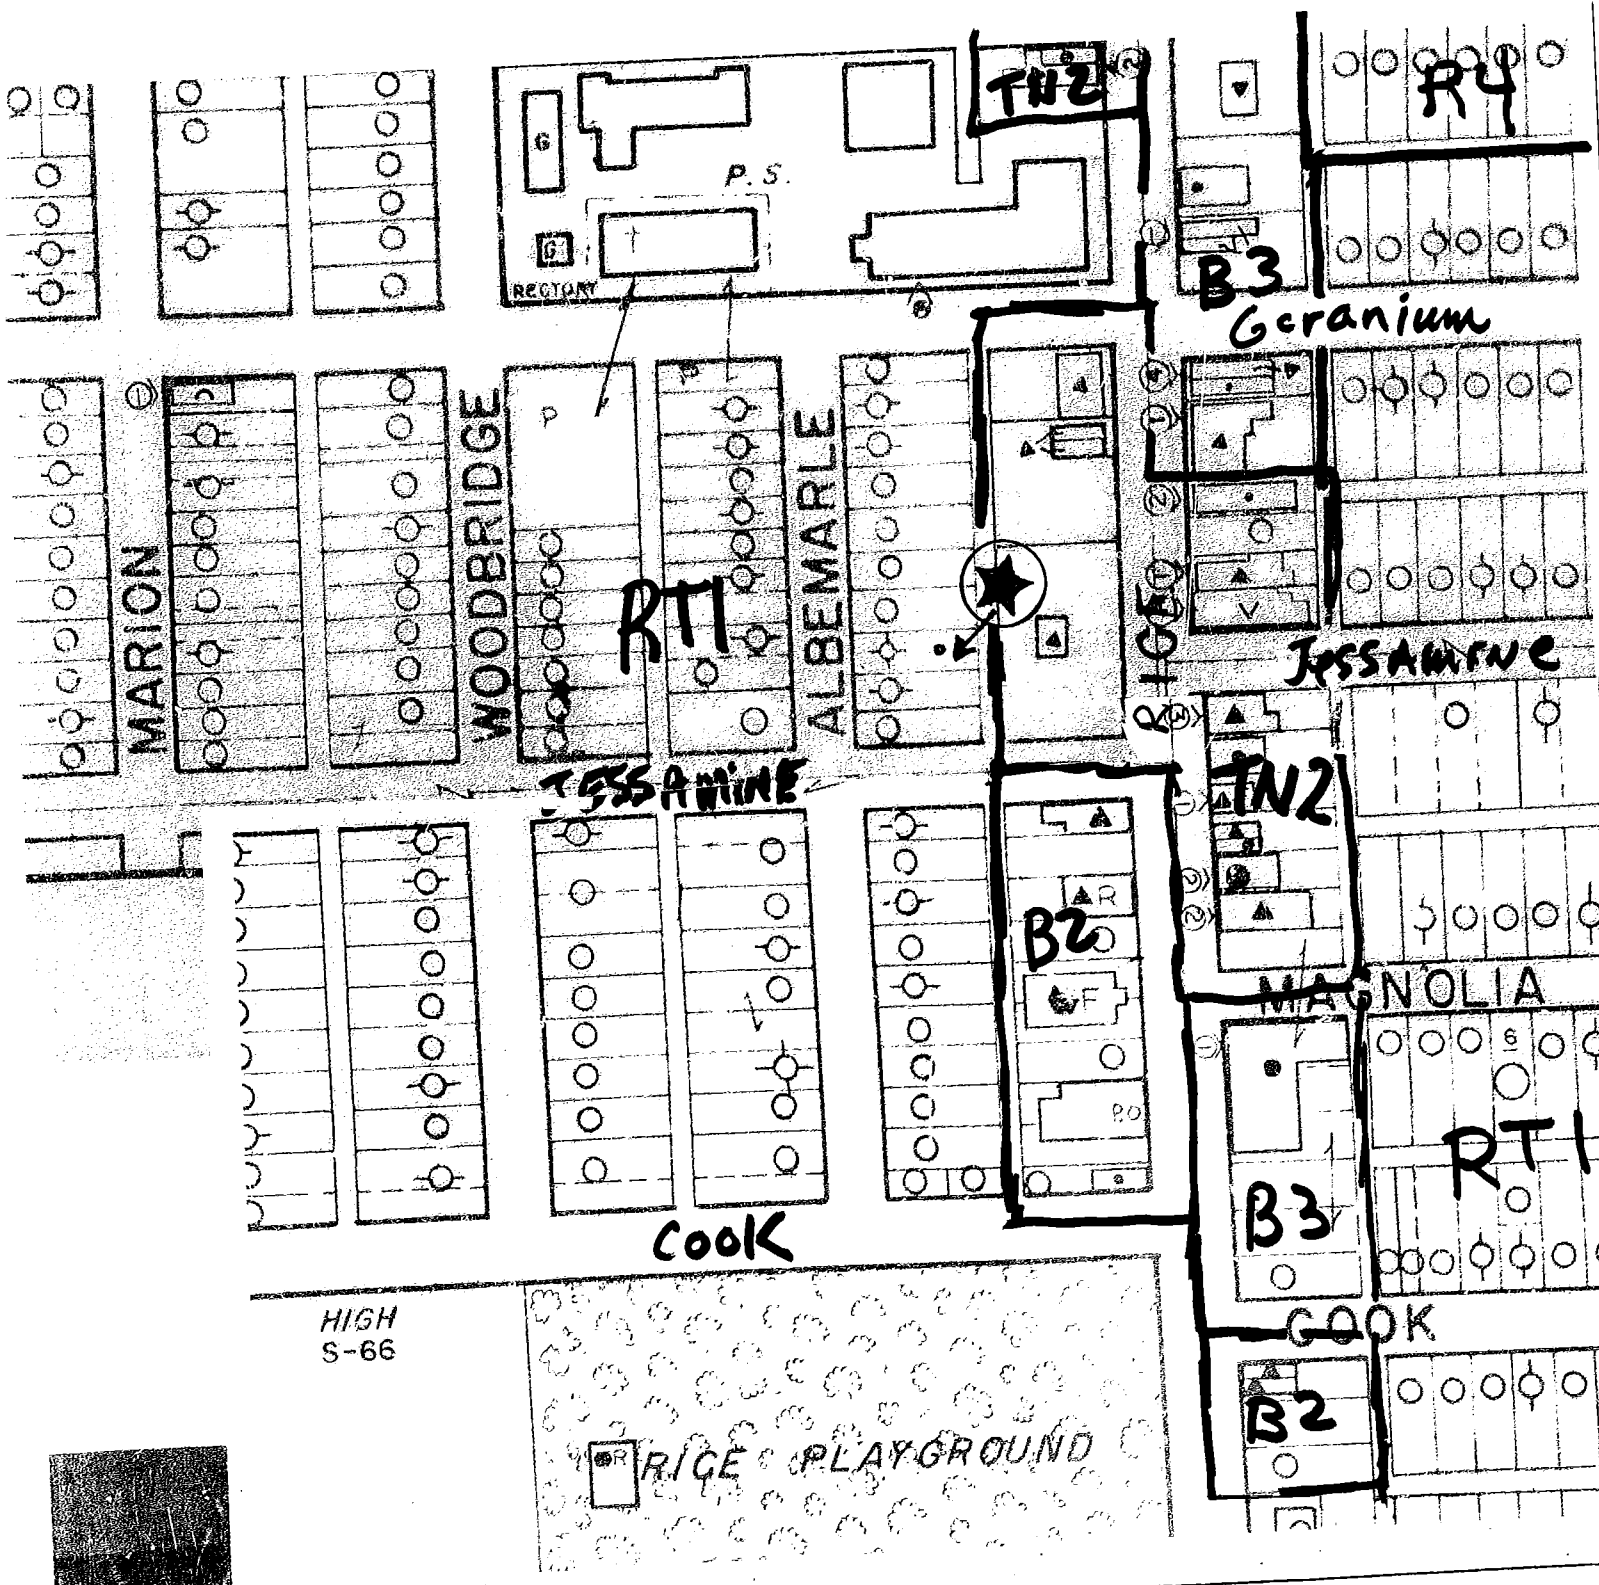 TN2
R4
G
P.S.
G
RECTORY
B3
Geranium
P
MARION
WOODBRIDGE
RT1
ALBEMARLE
RICE
JESSAMINE
JESSAMINE
TN2
R
B2
F
MAGNOLIA
6
BO
RT1
B3
COOK
COOK
HIGH
S-66
B2
R
RICE PLAYGROUND